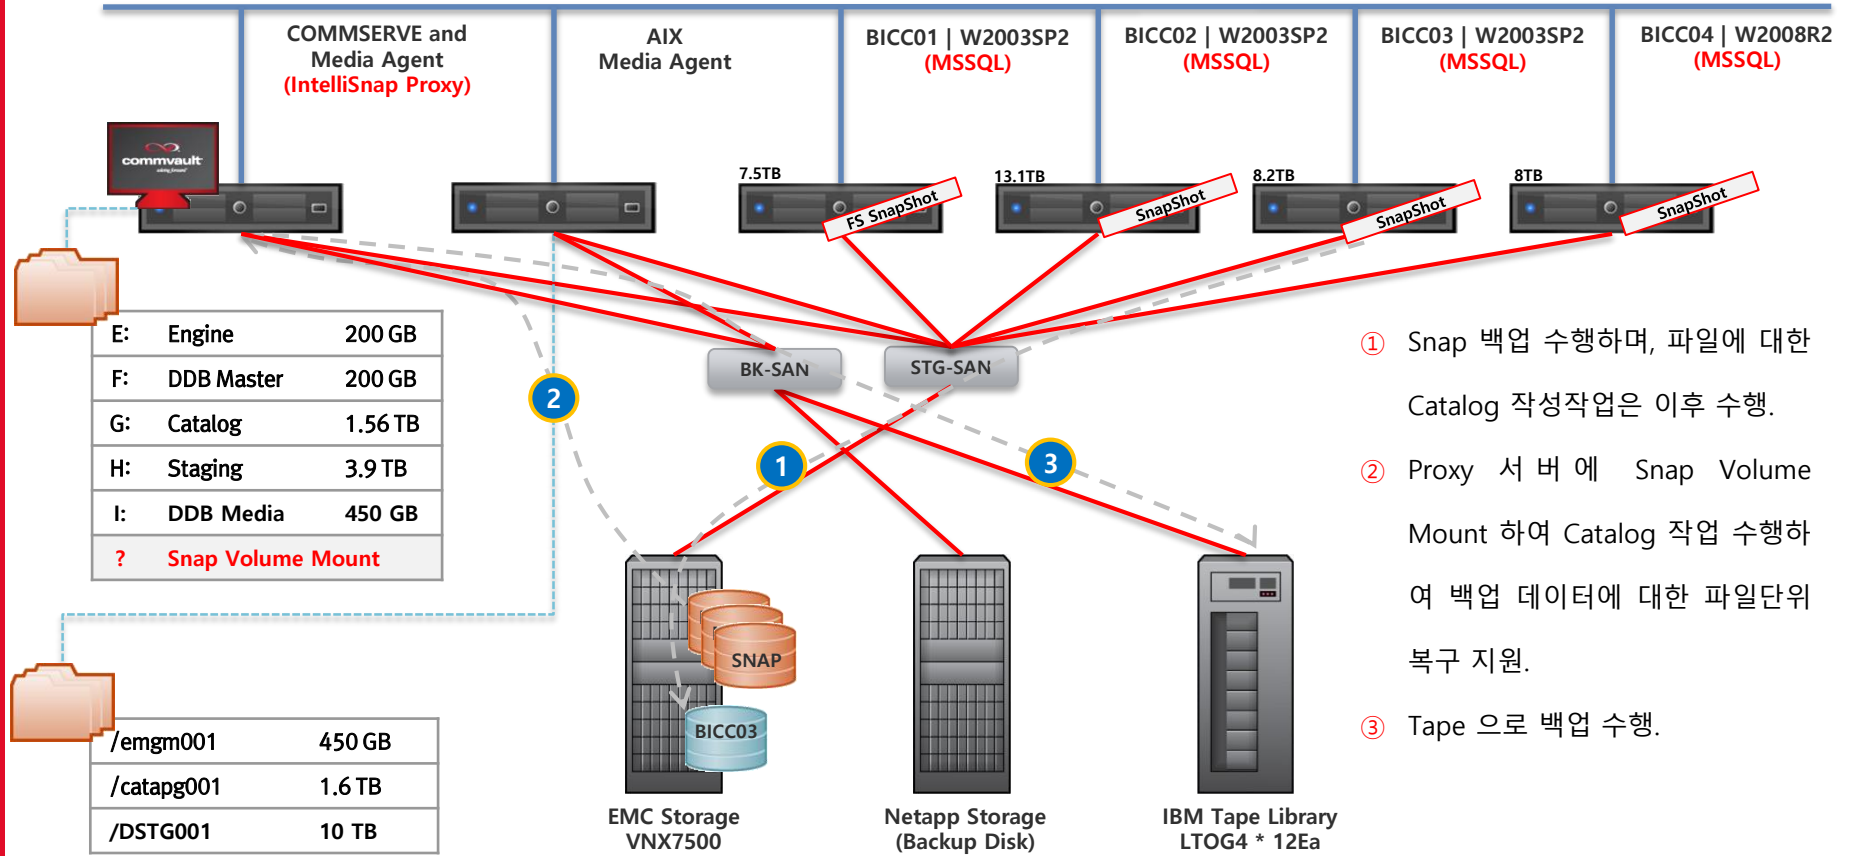 COMMSERVE and
Media Agent
(IntelliSnap Proxy)
AIX
Media Agent
BICC01 | W2003SP2
(MSSQL)
BICC02 | W2003SP2
(MSSQL)
BICC03 | W2003SP2
(MSSQL)
BICC04 | W2008R2
(MSSQL)
commvault
7.5TB
FS SnapShot
13.1TB
SnapShot
8.2TB
SnapShot
8TB
SnapShot
E: Engine 200 GB
F: DDB Master 200 GB
G: Catalog 1.56 TB
H: Staging 3.9 TB
I: DDB Media 450 GB
? Snap Volume Mount
BK-SAN
STG-SAN
2
1
3
① Snap 백업 수행하며, 파일에 대한
Catalog 작성작업은 이후 수행.
② Proxy 서 버 에 Snap Volume
Mount 하여 Catalog 작업 수행하
여 백업 데이터에 대한 파일단위
복구 지원.
③ Tape 으로 백업 수행.
SNAP
BICC03
/emgm001 450 GB
/catapg001 1.6 TB
/DSTG001 10 TB
EMC Storage
VNX7500
Netapp Storage
(Backup Disk)
IBM Tape Library
LTOG4 * 12Ea